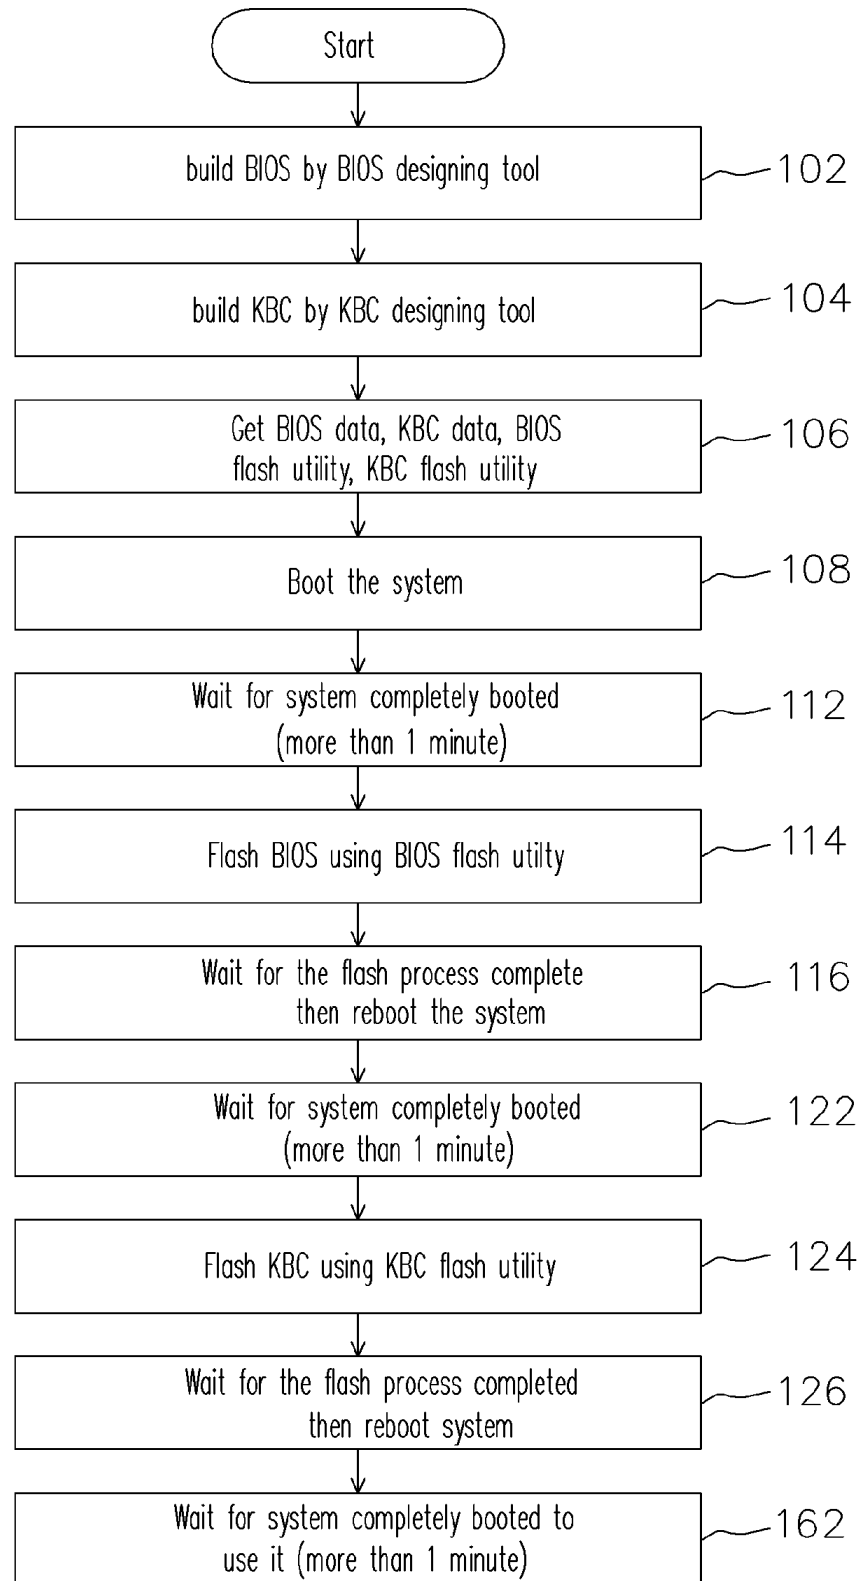 Start
build BIOS by BIOS designing tool
102
build KBC by KBC designing tool
104
Get BIOS data, KBC data, BIOS
flash utility, KBC flash utility
106
Boot the system
108
Wait for system completely booted
(more than 1 minute)
112
Flash BIOS using BIOS flash utilty
114
Wait for the flash process complete
then reboot the system
116
Wait for system completely booted
(more than 1 minute)
122
Flash KBC using KBC flash utility
124
Wait for the flash process completed
then reboot system
126
Wait for system completely booted to
use it (more than 1 minute)
162